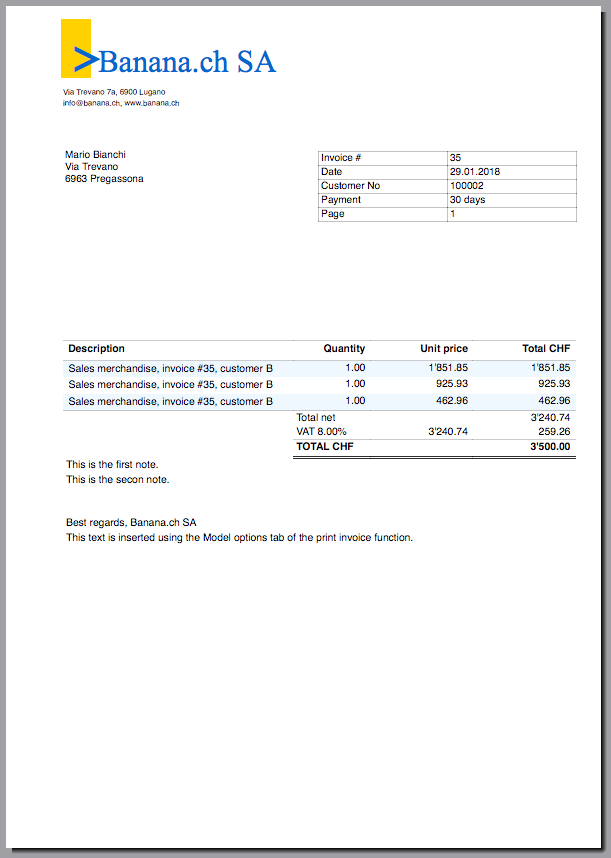 >Banana.ch SA
Via Trevano 7a, 6900 Lugano
info@banana.ch, www.banana.ch
Mario Bianchi
Via Trevano
6963 Pregassona
Invoice # 35
Date 29.01.2018
Customer No 100002
Payment 30 days
Page 1
Description Quantity Unit price Total CHF
Sales merchandise, invoice #35, customer B 1.00 1'851.85 1'851.85
Sales merchandise, invoice #35, customer B 1.00 925.93 925.93
Sales merchandise, invoice #35, customer B 1.00 462.96 462.96
Total net 3'240.74
VAT 8.00% 3'240.74 259.26
TOTAL CHF 3'500.00
This is the first note.
This is the secon note.
Best regards, Banana.ch SA
This text is inserted using the Model options tab of the print invoice function.